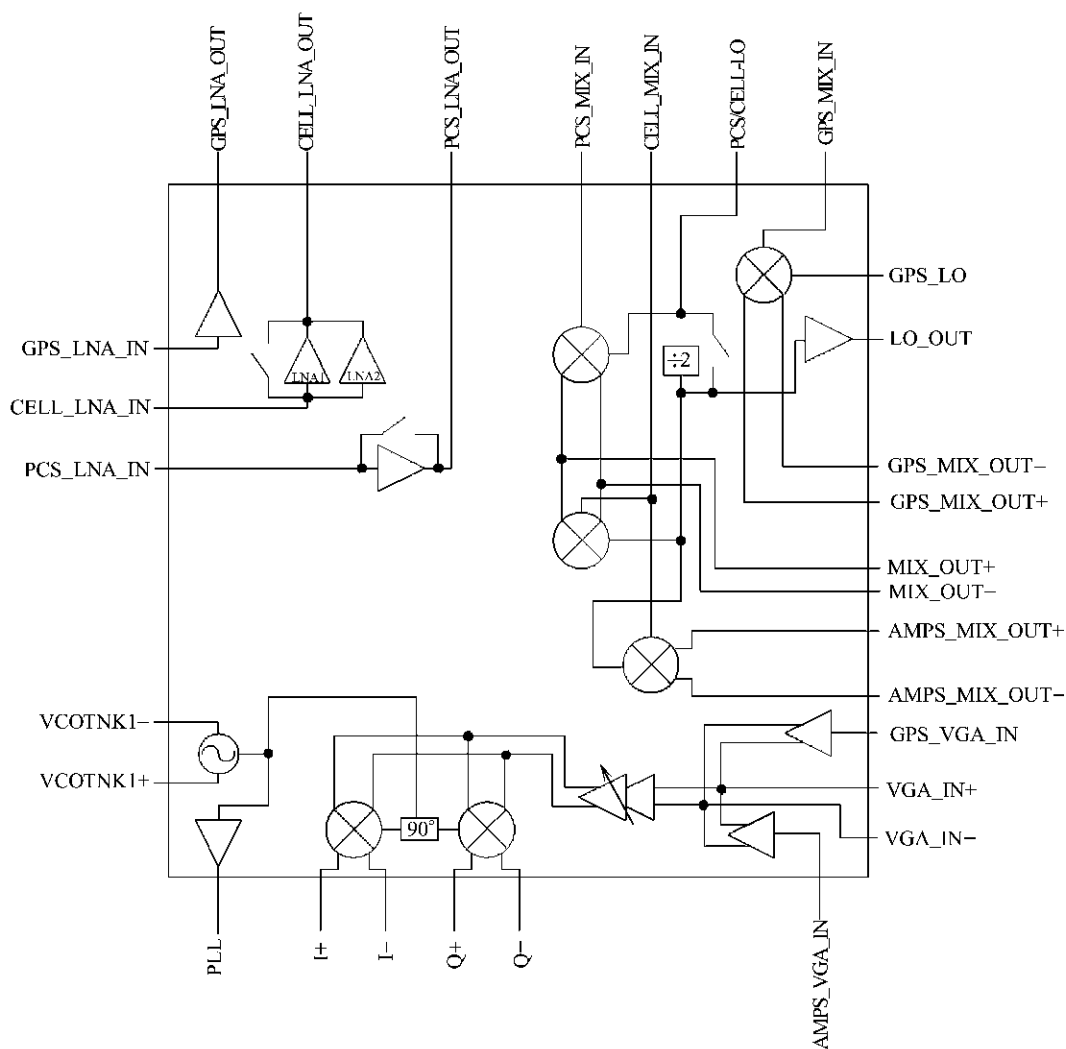 GPS_LNA_OUT
CELL_LNA_OUT
PCS_LNA_OUT
PCS_MIX_IN
CELL_MIX_IN
PCS/CELL-LO
GPS_MIX_IN
GPS_LO
LO_OUT
GPS_LNA_IN
÷2
LNA1
LNA2
CELL_LNA_IN
PCS_LNA_IN
GPS_MIX_OUT−
GPS_MIX_OUT+
MIX_OUT+
MIX_OUT−
AMPS_MIX_OUT+
AMPS_MIX_OUT−
VCOTNK1−
GPS_VGA_IN
VCOTNK1+
VGA_IN+
90°
VGA_IN−
PLL
I+
I−
Q+
Q−
AMPS_VGA_IN